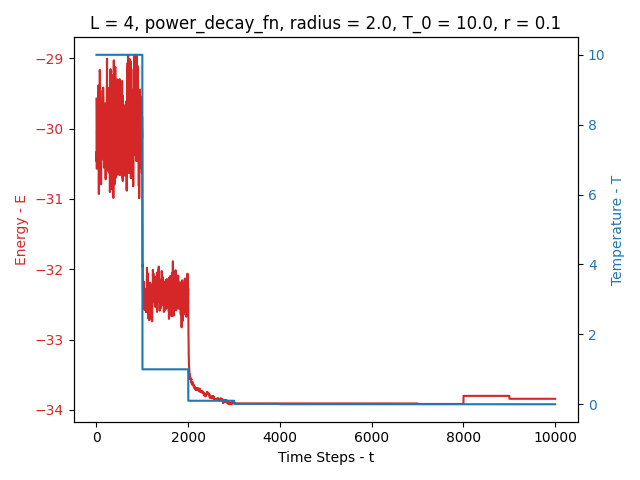 L = 4, power_decay_fn, radius = 2.0, T_0 = 10.0, r = 0.1
−29
−30
−31
−32
−33
−34
Energy - E
10
8
6
4
2
0
Temperature - T
0 2000 4000 6000 8000 10000
Time Steps - t